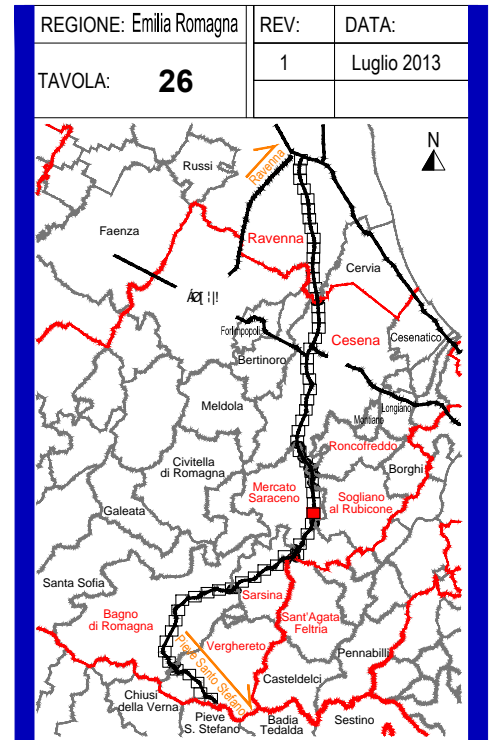 REGIONE: Emilia Romagna
REV:
DATA:
TAVOLA: 26
1
Luglio 2013
N
Russi
Ravenna
Faenza
Ravenna
Cervia
Forlimpopoli
Cesena
Cesenatico
Bertinoro
Meldola
Longiano
Montiano
Roncofreddo
Civitella
di Romagna
Borghi
Mercato
Saraceno
Sogliano
al Rubicone
Galeata
Santa Sofia
Sarsina
Bagno
di Romagna
Sant'Agata
Feltria
Verghereto
Pieve Santo Stefano
Pennabilli
Casteldelci
Chiusi
della Verna
Pieve
S. Stefano
Badia
Tedalda
Sestino